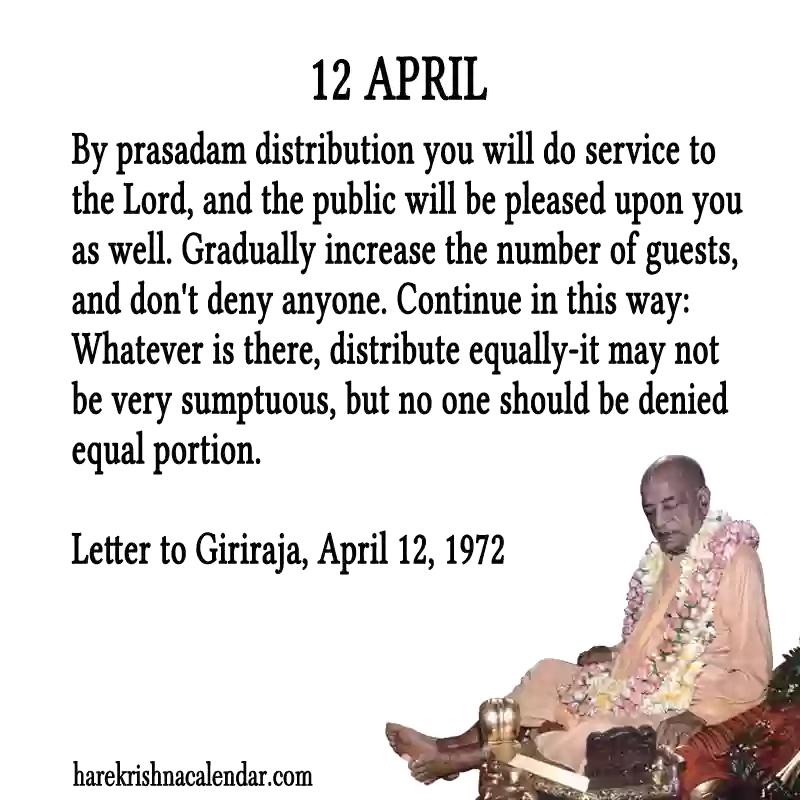 12 APRIL
By prasadam distribution you will do service to
the Lord, and the public will be pleased upon you
as well. Gradually increase the number of guests,
and don't deny anyone. Continue in this way:
Whatever is there, distribute equally-it may not
be very sumptuous, but no one should be denied
equal portion.
Letter to Giriraja, April 12, 1972
harekrishnacalendar.com